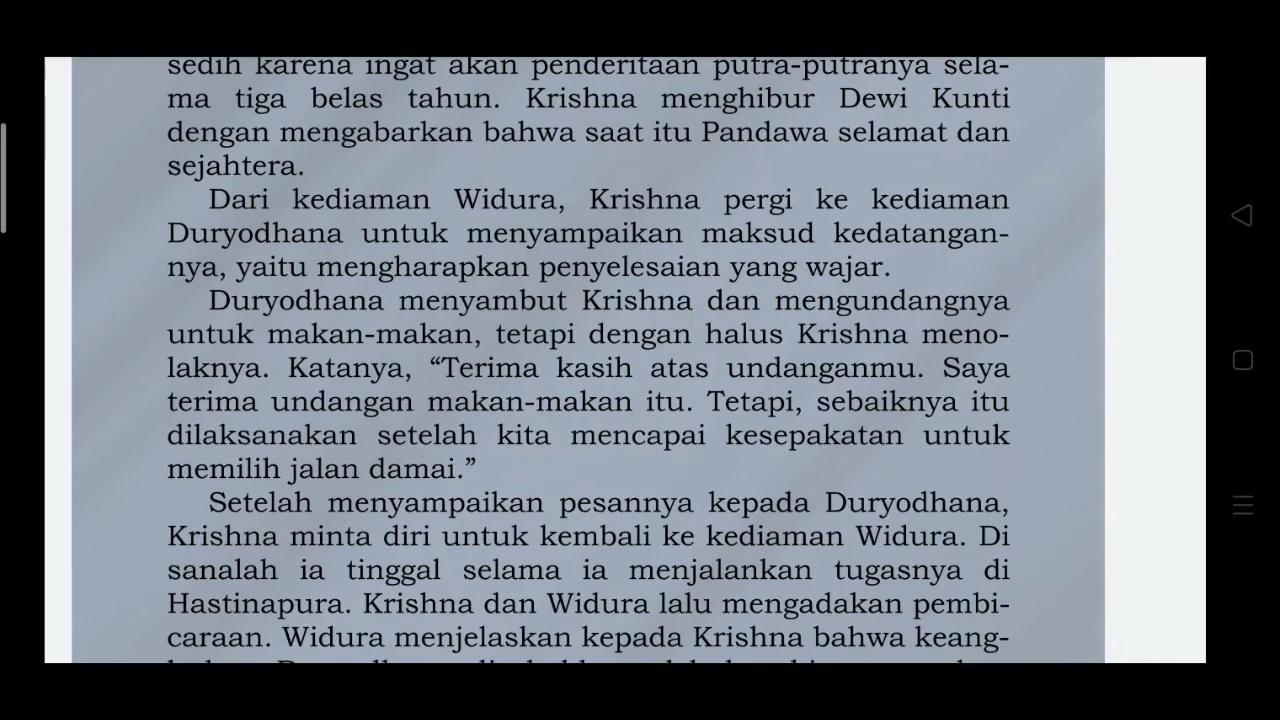 sedih karena ingat akan penderitaan putra-putranya sela-
ma tiga belas tahun. Krishna menghibur Dewi Kunti
dengan mengabarkan bahwa saat itu Pandawa selamat dan
sejahtera.
Dari kediaman Widura, Krishna pergi ke kediaman
Duryodhana untuk menyampaikan maksud kedatangan-
nya, yaitu mengharapkan penyelesaian yang wajar.
Duryodhana menyambut Krishna dan mengundangnya
untuk makan-makan, tetapi dengan halus Krishna meno-
laknya. Katanya, “Terima kasih atas undanganmu. Saya
terima undangan makan-makan itu. Tetapi, sebaiknya itu
dilaksanakan setelah kita mencapai kesepakatan untuk
memilih jalan damai.”
Setelah menyampaikan pesannya kepada Duryodhana,
Krishna minta diri untuk kembali ke kediaman Widura. Di
sanalah ia tinggal selama ia menjalankan tugasnya di
Hastinapura. Krishna dan Widura lalu mengadakan pembi-
caraan. Widura menjelaskan kepada Krishna bahwa keang-